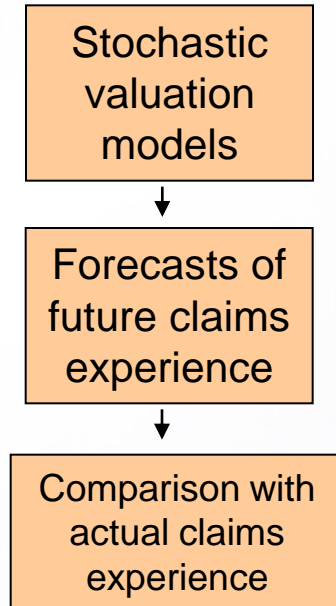 Stochastic
valuation
models
Forecasts of
future claims
experience
Comparison with
actual claims
experience